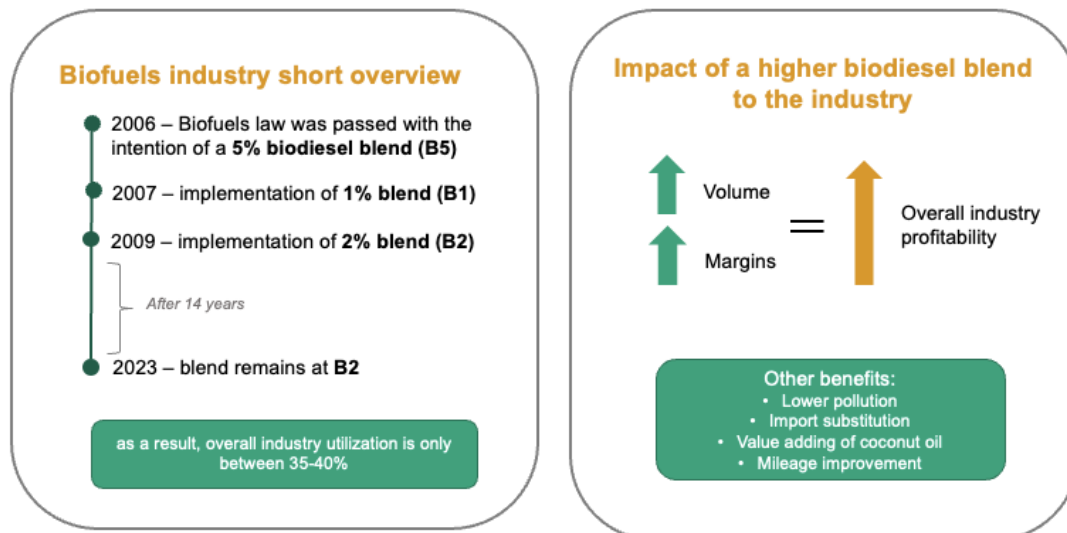 Biofuels industry short overview
2006 – Biofuels law was passed with the
intention of a 5% biodiesel blend (B5)
2007 – implementation of 1% blend (B1)
2009 – implementation of 2% blend (B2)
After 14 years
2023 – blend remains at B2
as a result, overall industry utilization is only
between 35-40%
Impact of a higher biodiesel blend
to the industry
Volume
Margins
=
Overall industry
profitability
Other benefits:
• Lower pollution
• Import substitution
• Value adding of coconut oil
• Mileage improvement